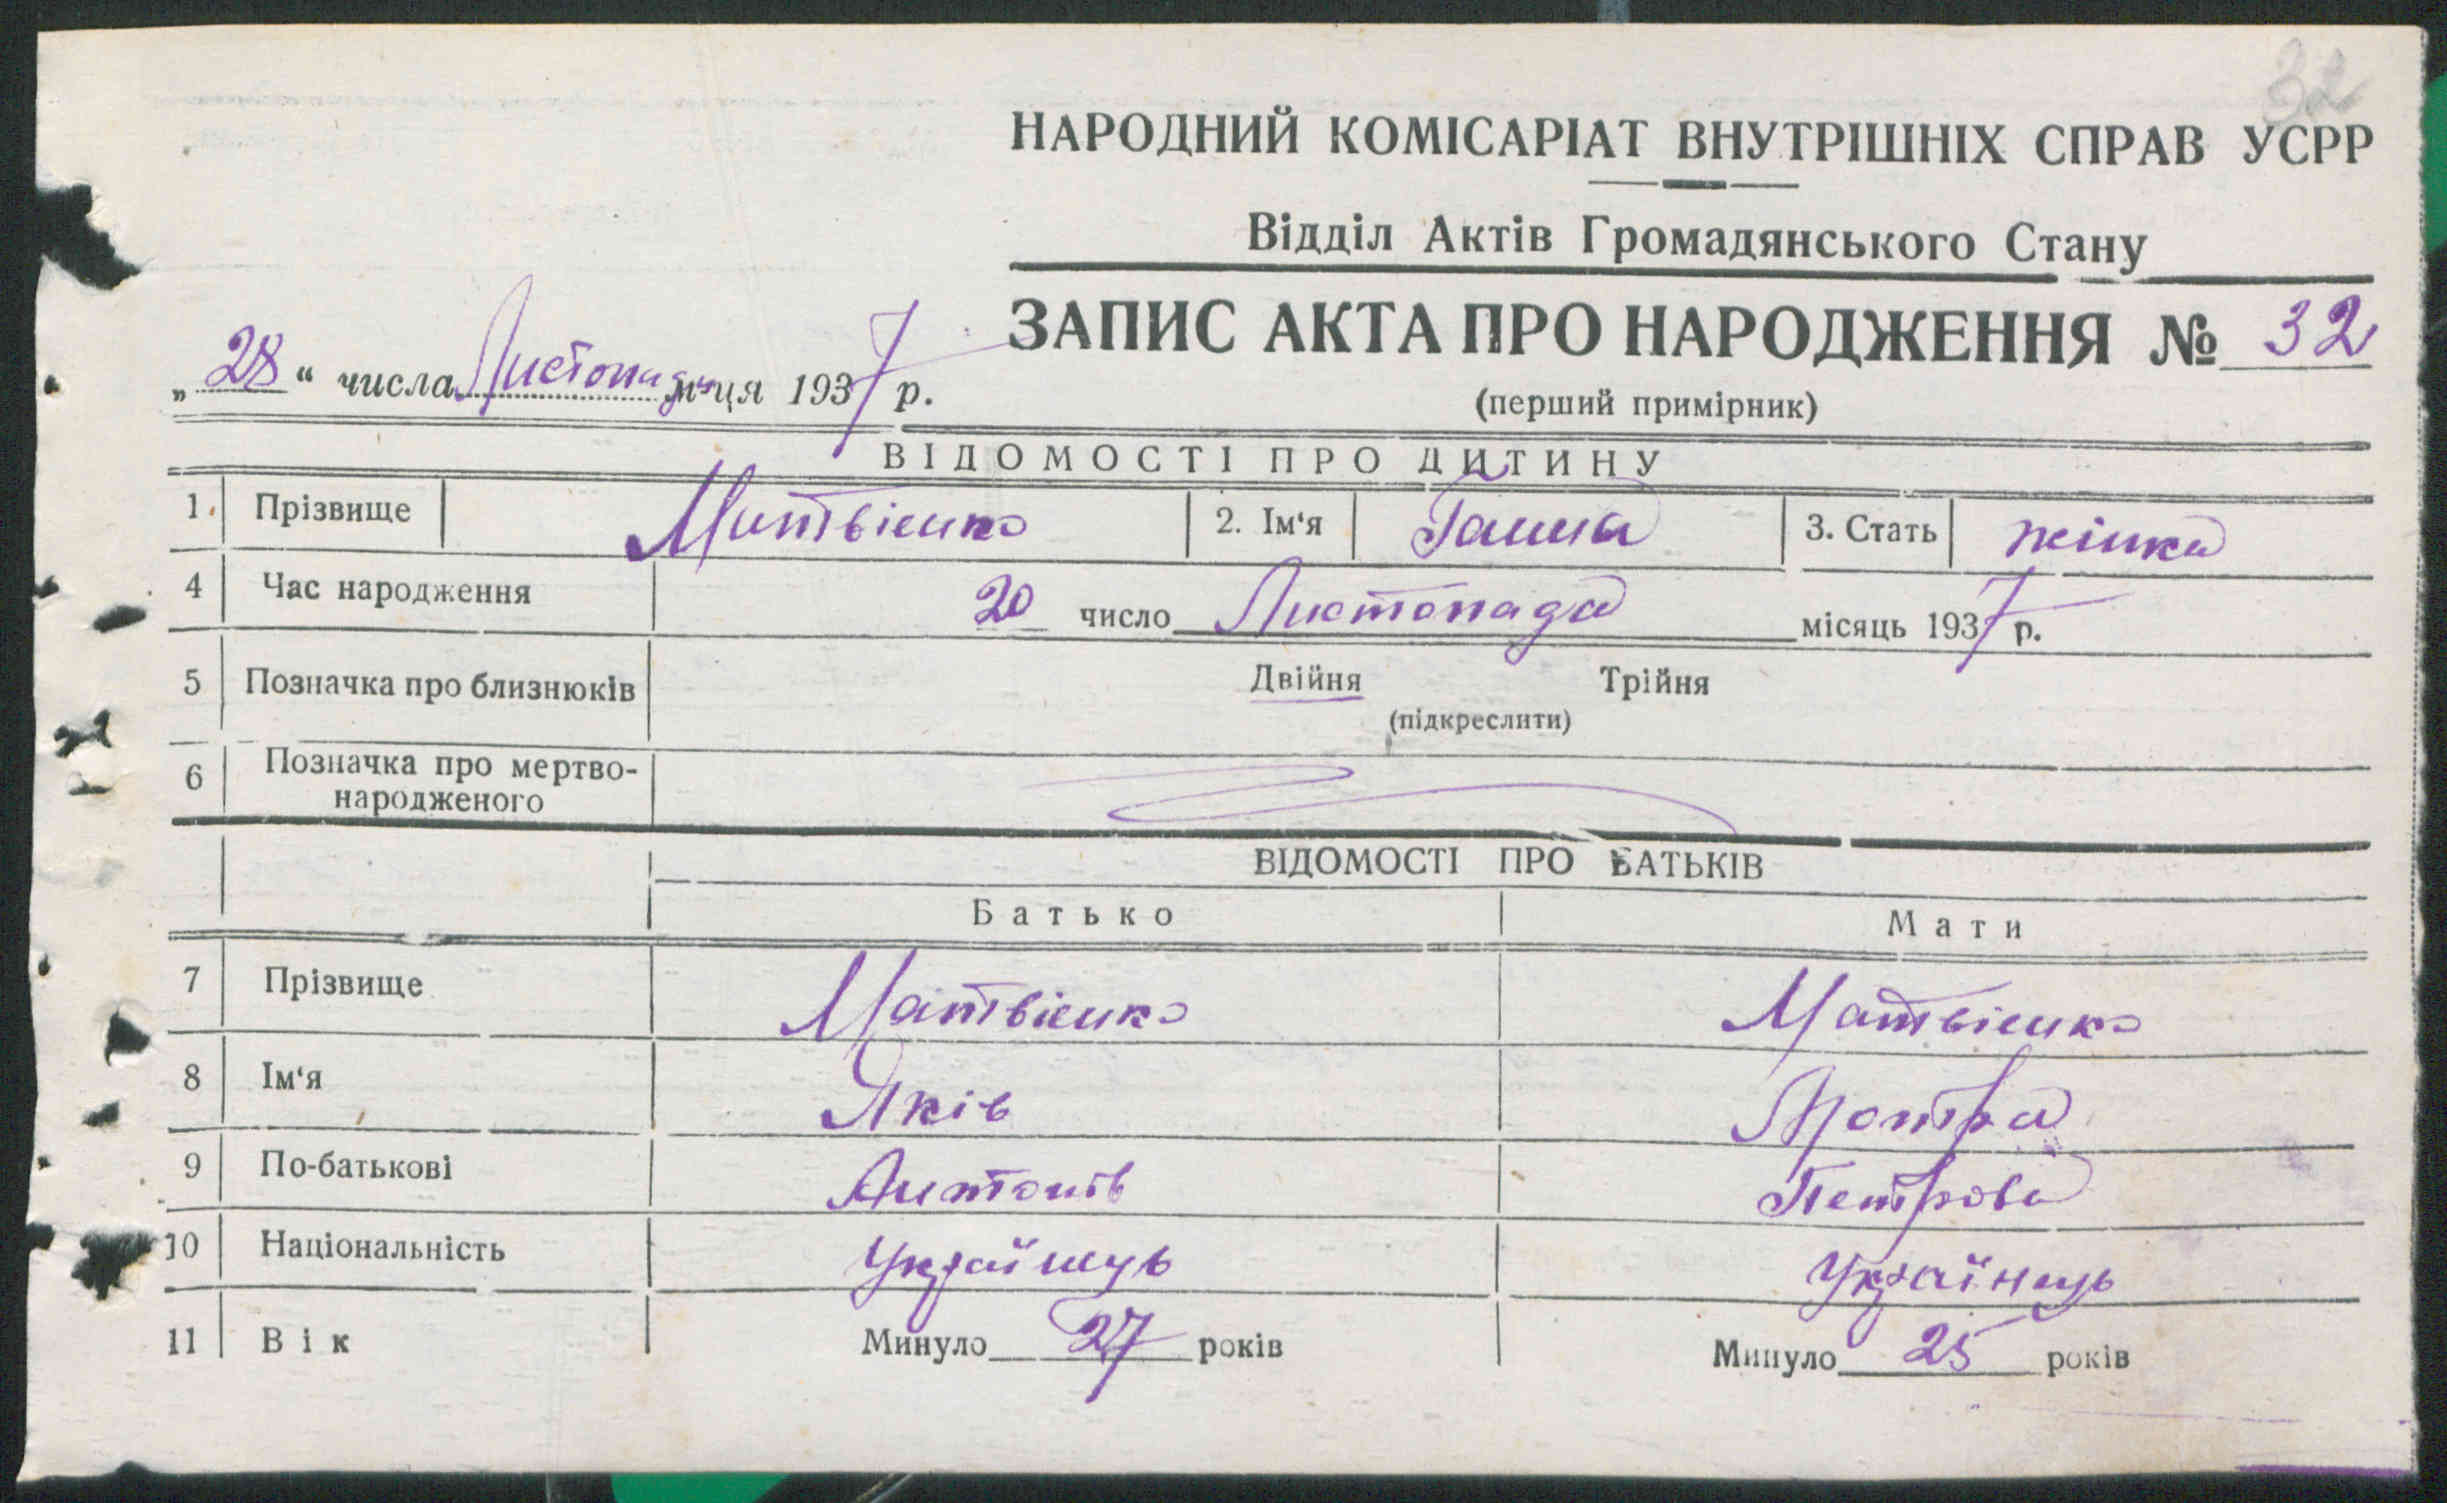 32
НАРОДНИЙ КОМІСАРІАТ ВНУТРІШНІХ СПРАВ УСРР
Відділ Актів Громадянського Стану
ЗАПИС АКТА ПРО НАРОДЖЕННЯ № 32
(перший примірник)
„28“ числа Листопада м-ця 1937 р.
ВІДОМОСТІ ПРО ДИТИНУ
1. Прізвище Матвієнко 2. Ім‘я Ганна 3. Стать жінка
4 Час народження 20 число Листопада місяць 1937 р.
5 Позначка про близнюків Двійня Трійня
(підкреслити)
6 Позначка про мертво-
народженого
ВІДОМОСТІ ПРО БАТЬКІВ
Батько Мати
7 Прізвище Матвієнко Матвієнко
8 Ім‘я Яків Мотря
9 По-батькові Антонів Петрова
10 Національність Українець Українець
11 Вік Минуло 27 років Минуло 25 років